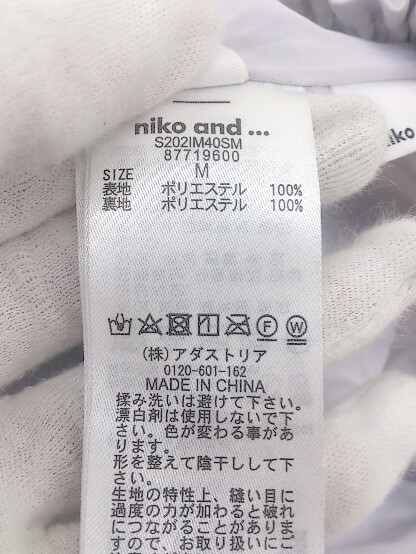 niko and ...
S202IM40SM
87719600
SIZE M
表地 ポリエステル 100%
裏地 ポリエステル 100%
F W
(株)アダストリア
0120-601-162
MADE IN CHINA
揉み洗いは避けて下さい。
漂白剤は使用しないで下
さい。色が変わる事があ
ります。
形を整えて陰干しして下
さい。
生地の特性上、縫い目に
過度の力が加わると破れ
につながることがありま
すので、お取り扱いにご
niko